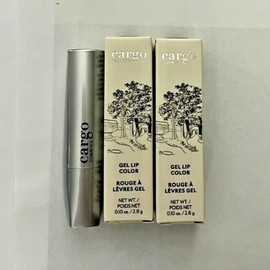 cargo
cargo
GEL LIP
COLOR
ROUGE À
LÈVRES GEL
NET WT. /
POIDS NET
0.10 oz. / 2.8 g
cargo
GEL LIP
COLOR
ROUGE À
LÈVRES GEL
NET WT. /
POIDS NET
0.10 oz. / 2.8 g